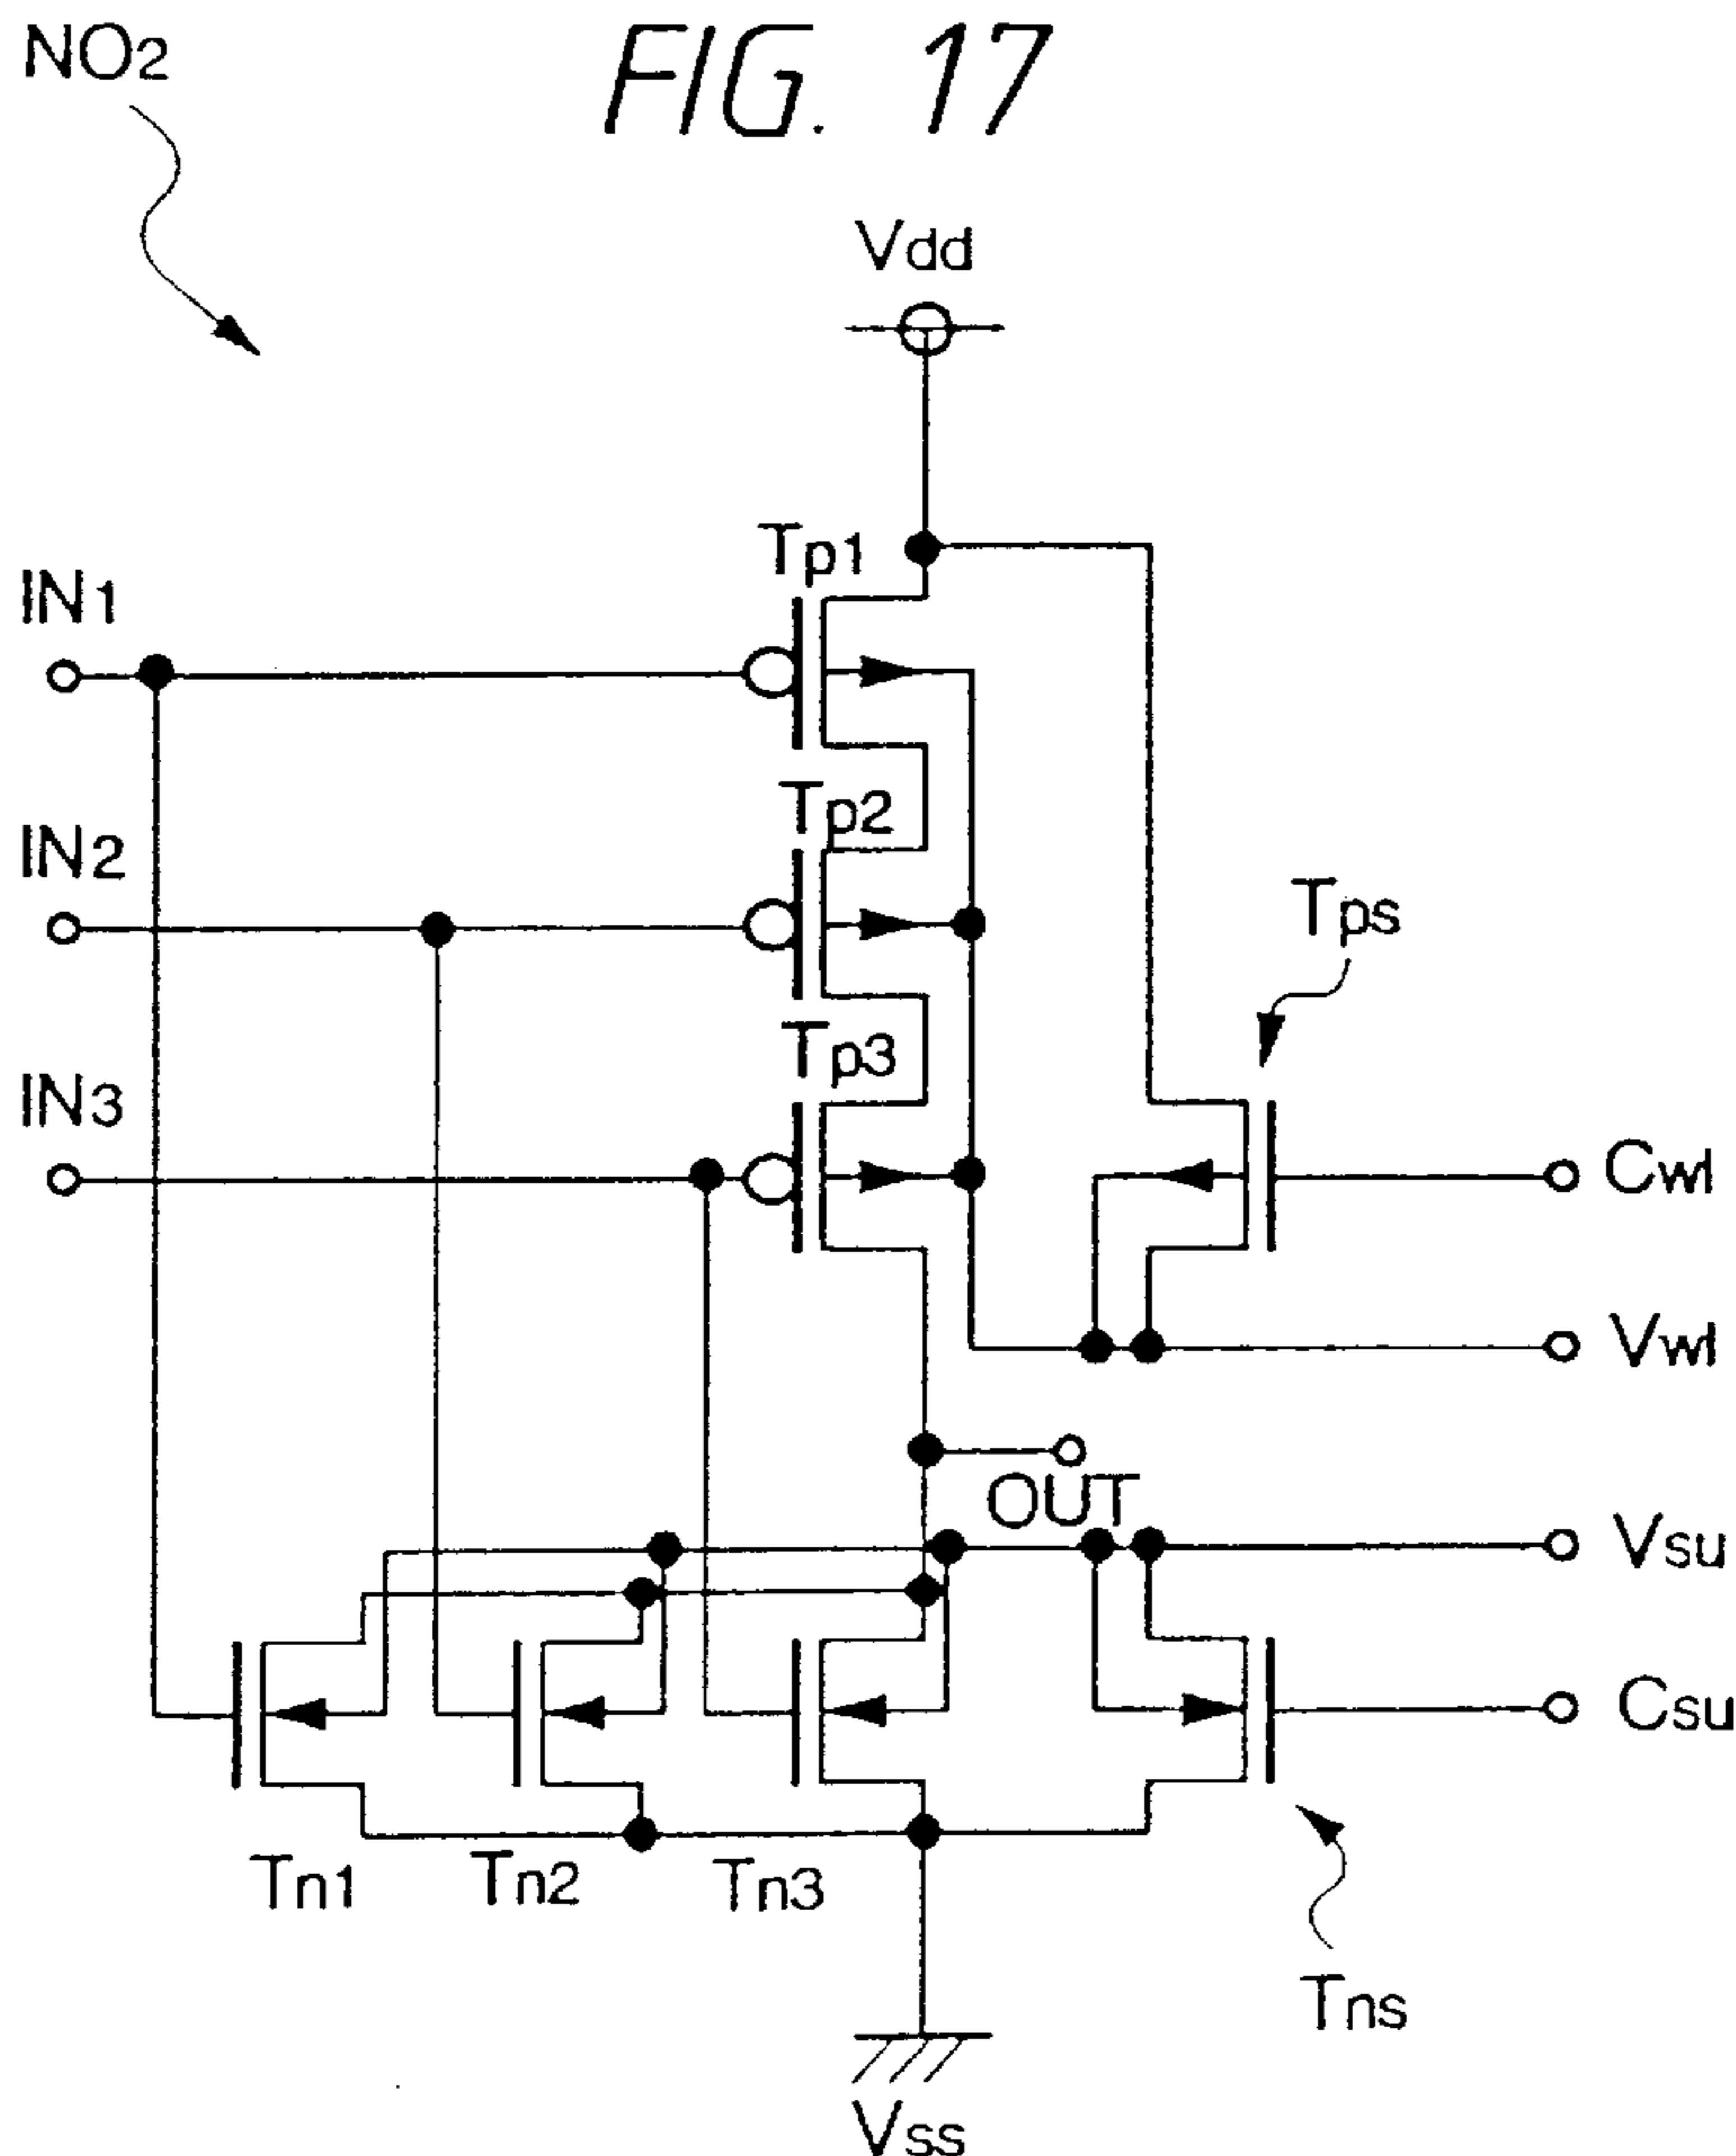 NO2
FIG. 17
Vdd
Tp1
IN1
Tp2
IN2
Tps
Tp3
IN3
Cwl
Vwl
OUT
Vsu
Csu
Tn1
Tn2
Tn3
Tns
Vss